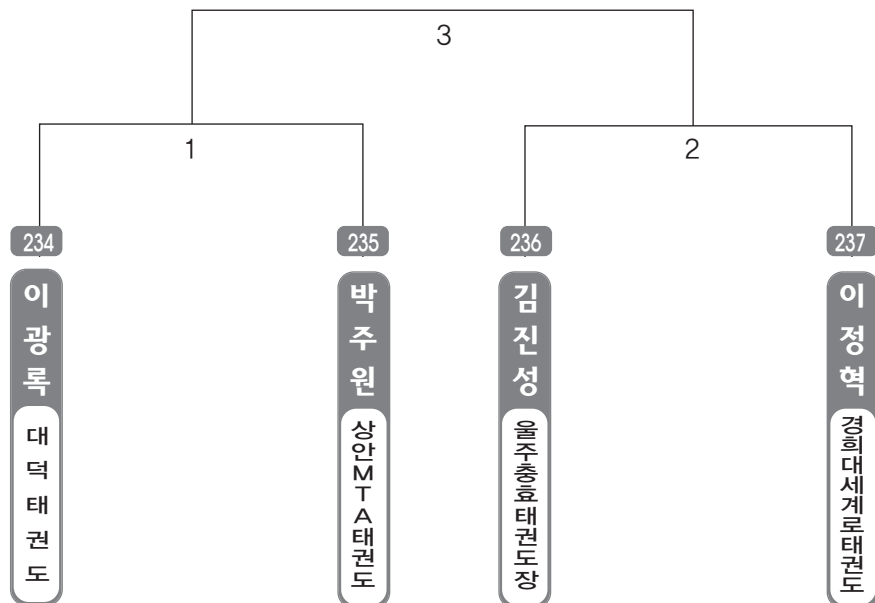 3
1
2
234
이광록
대덕태권도
235
박주원
상안MTA태권도
236
김진성
울주충효태권도장
237
이정혁
경희대세계로태권도